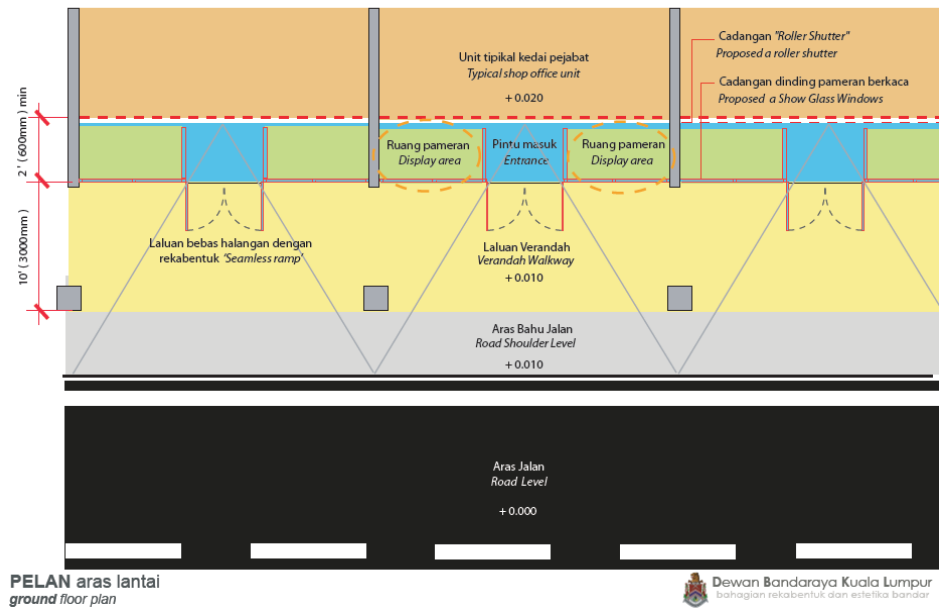 Cadangan "Roller Shutter"
Proposed a roller shutter
Unit tipikal kedai pejabat
Typical shop office unit
+ 0.020
Cadangan dinding pameran berkaca
Proposed a Show Glass Windows
2 ' ( 600mm ) min
Ruang pameran
Display area
Pintu masuk
Entrance
Ruang pameran
Display area
10' ( 3000mm )
Laluan bebas halangan dengan
rekabentuk 'Seamless ramp'
Laluan Verandah
Verandah Walkway
+ 0.010
Aras Bahu Jalan
Road Shoulder Level
+ 0.010
Aras Jalan
Road Level
+ 0.000
PELAN aras lantai
ground floor plan
Dewan Bandaraya Kuala Lumpur
bahagian rekabentuk dan estetika bandar